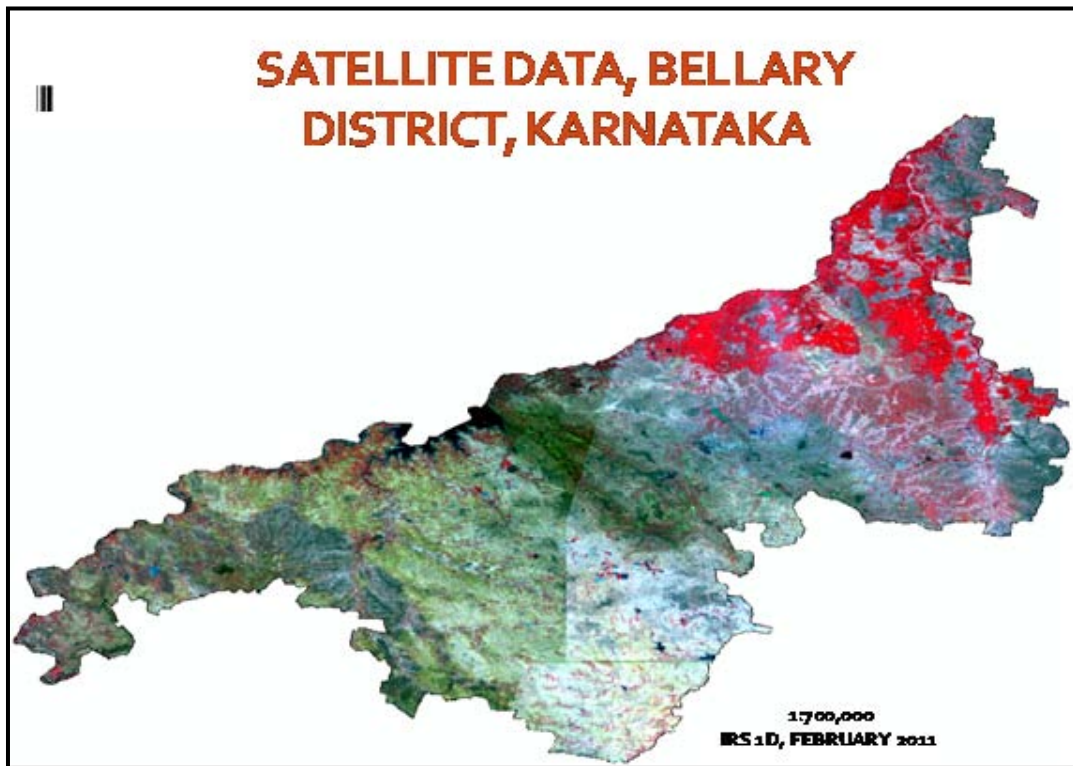 SATELLITE DATA, BELLARY
DISTRICT, KARNATAKA
1:700,000
IRS 1D, FEBRUARY 2011